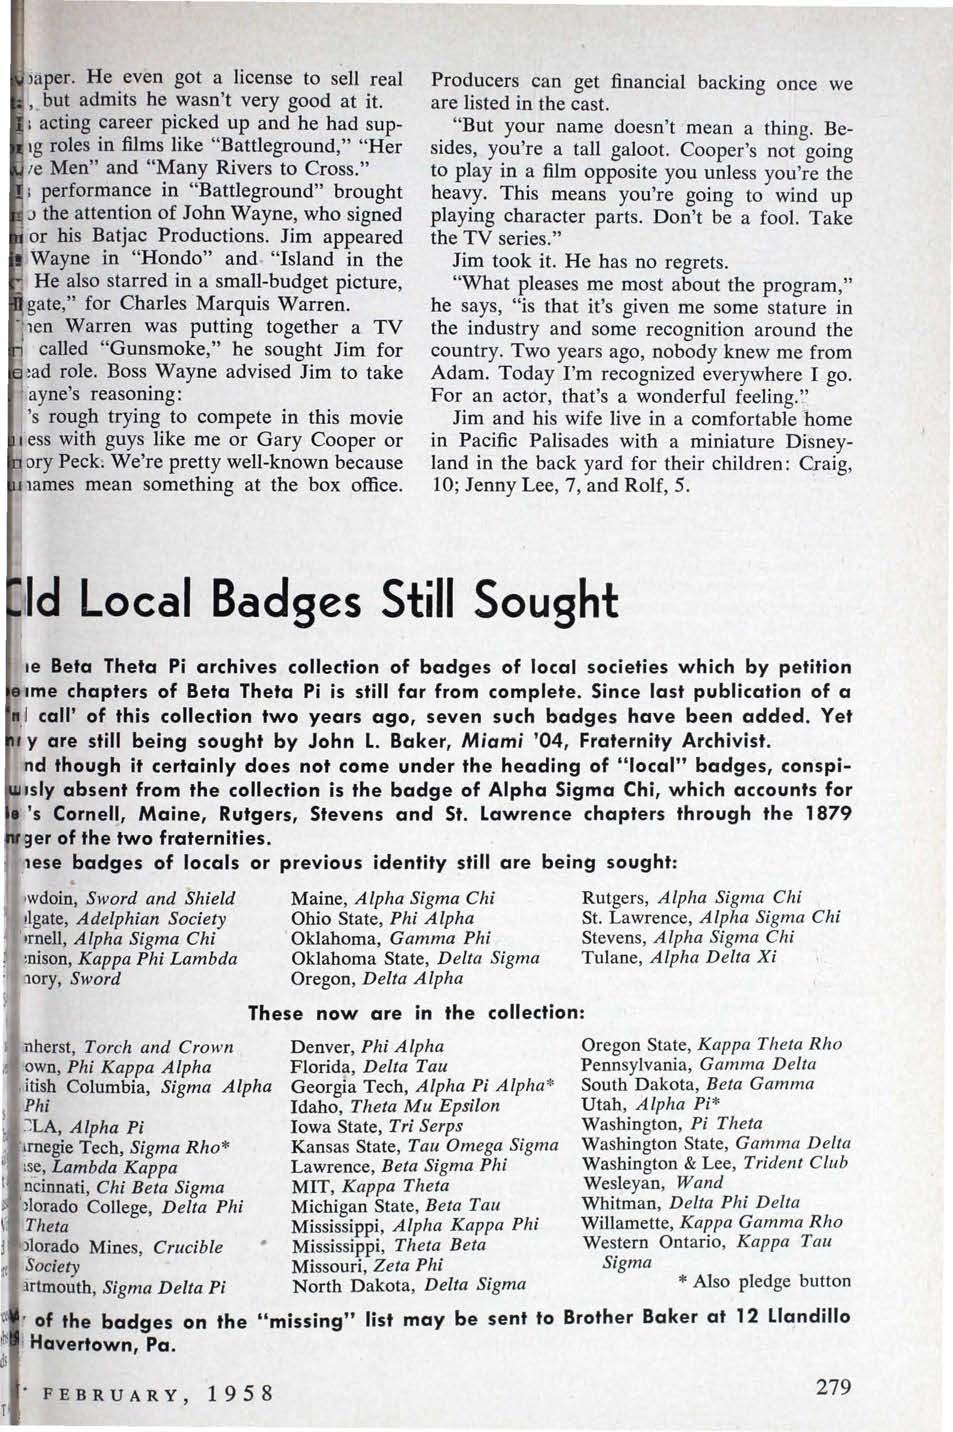 He even got a license to sell real
, but admits he wasn't very good at it.
acting career picked up and he had sup-
roles in films like "Battleground," "Her
Men" and "Many Rivers to Cross."
performance in "Battleground" brought
the attention of John Wayne, who signed
or his Batjac Productions. Jim appeared
Wayne in "Hondo" and "Island in the
He also starred in a small-budget picture,
gate," for Charles Marquis Warren.
Warren was putting together a TV
called "Gunsmoke," he sought Jim for
role. Boss Wayne advised Jim to take
ayne's reasoning:
's rough trying to compete in this movie
ess with guys like me or Gary Cooper or
ory Peck. We're pretty well-known because
names mean something at the box office.
Producers can get financial backing once we
are listed in the cast.
"But your name doesn't mean a thing. Be-
sides, you're a tall galoot. Cooper's not going
to play in a film opposite you unless you're the
heavy. This means you're going to wind up
playing character parts. Don't be a fool. Take
the TV series."
Jim took it. He has no regrets.
"What pleases me most about the program,"
he says, "is that it's given me some stature in
the industry and some recognition around the
country. Two years ago, nobody knew me from
Adam. Today I'm recognized everywhere I go.
For an actor, that's a wonderful feeling."
Jim and his wife live in a comfortable home
in Pacific Palisades with a miniature Disney-
land in the back yard for their children: Craig,
10; Jenny Lee, 7, and Rolf, 5.
ld Local Badges Still Sought
Beta Theta Pi archives collection of badges of local societies which by petition
me chapters of Beta Theta Pi is still far from complete. Since last publication of a
call' of this collection two years ago, seven such badges have been added. Yet
y are still being sought by John L. Baker, Miami '04, Fraternity Archivist.
nd though it certainly does not come under the heading of "local" badges, conspi-
sly absent from the collection is the badge of Alpha Sigma Chi, which accounts for
's Cornell, Maine, Rutgers, Stevens and St. Lawrence chapters through the 1879
ger of the two fraternities.
hese badges of locals or previous identity still are being sought:
wdoin, Sword and Shield
lgate, Adelphian Society
rnell, Alpha Sigma Chi
nison, Kappa Phi Lambda
ory, Sword
Maine, Alpha Sigma Chi
Ohio State, Phi Alpha
Oklahoma, Gamma Phi
Oklahoma State, Delta Sigma
Oregon, Delta Alpha
Rutgers, Alpha Sigma Chi
St. Lawrence, Alpha Sigma Chi
Stevens, Alpha Sigma Chi
Tulane, Alpha Delta Xi
These now are in the collection:
mherst, Torch and Crown
own, Phi Kappa Alpha
itish Columbia, Sigma Alpha
Phi
LA, Alpha Pi
rnegie Tech, Sigma Rho*
se, Lambda Kappa
ncinnati, Chi Beta Sigma
lorado College, Delta Phi
Theta
lorado Mines, Crucible
Society
artmouth, Sigma Delta Pi
Denver, Phi Alpha
Florida, Delta Tau
Georgia Tech, Alpha Pi Alpha*
Idaho, Theta Mu Epsilon
Iowa State, Tri Serps
Kansas State, Tau Omega Sigma
Lawrence, Beta Sigma Phi
MIT, Kappa Theta
Michigan State, Beta Tau
Mississippi, Alpha Kappa Phi
Mississippi, Theta Beta
Missouri, Zeta Phi
North Dakota, Delta Sigma
Oregon State, Kappa Theta Rho
Pennsylvania, Gamma Delta
South Dakota, Beta Gamma
Utah, Alpha Pi*
Washington, Pi Theta
Washington State, Gamma Delta
Washington & Lee, Trident Club
Wesleyan, Wand
Whitman, Delta Phi Delta
Willamette, Kappa Gamma Rho
Western Ontario, Kappa Tau
Sigma
* Also pledge button
of the badges on the "missing" list may be sent to Brother Baker at 12 Llandillo
Havertown, Pa.
FEBRUARY, 1958
279